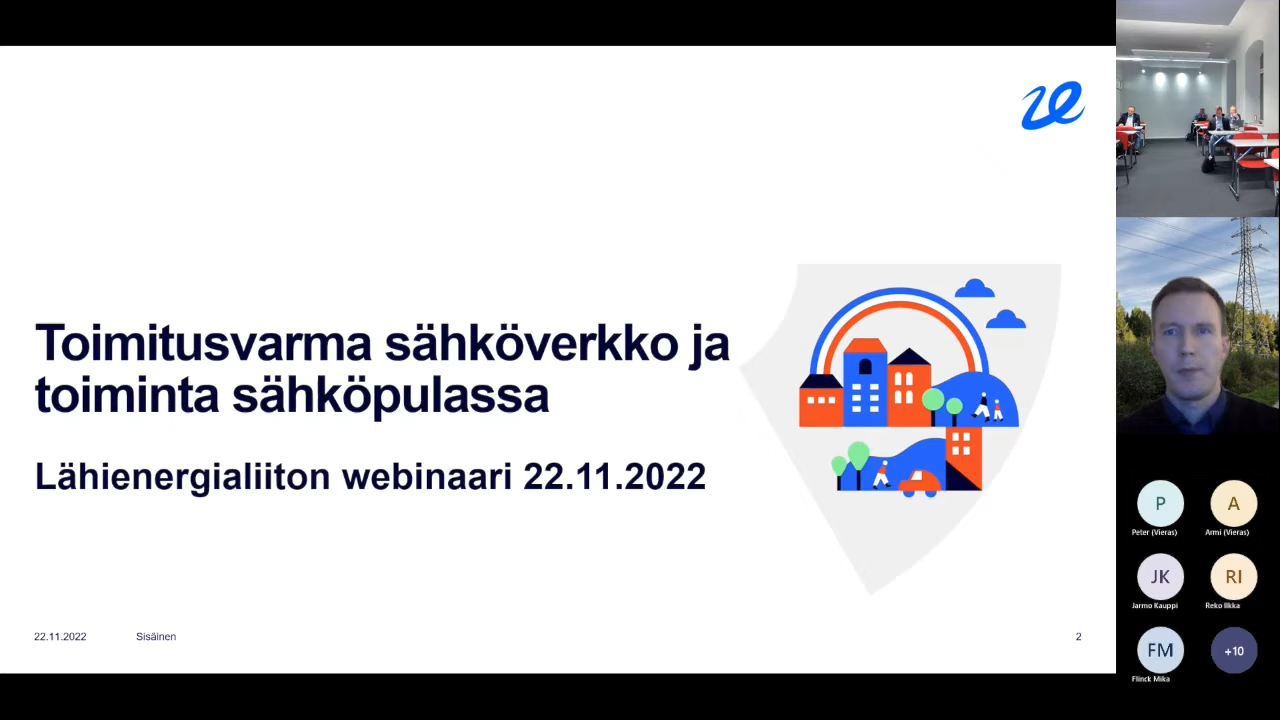 Toimitusvarma sähköverkko ja
toiminta sähköpulassa
Lähienergialiiton webinaari 22.11.2022
22.11.2022
Sisäinen
2
P
A
Peter (Vieras)
Armi (Vieras)
JK
RI
Jarmo Kauppi
Reko Ilkka
FM
+10
Flinck Mika